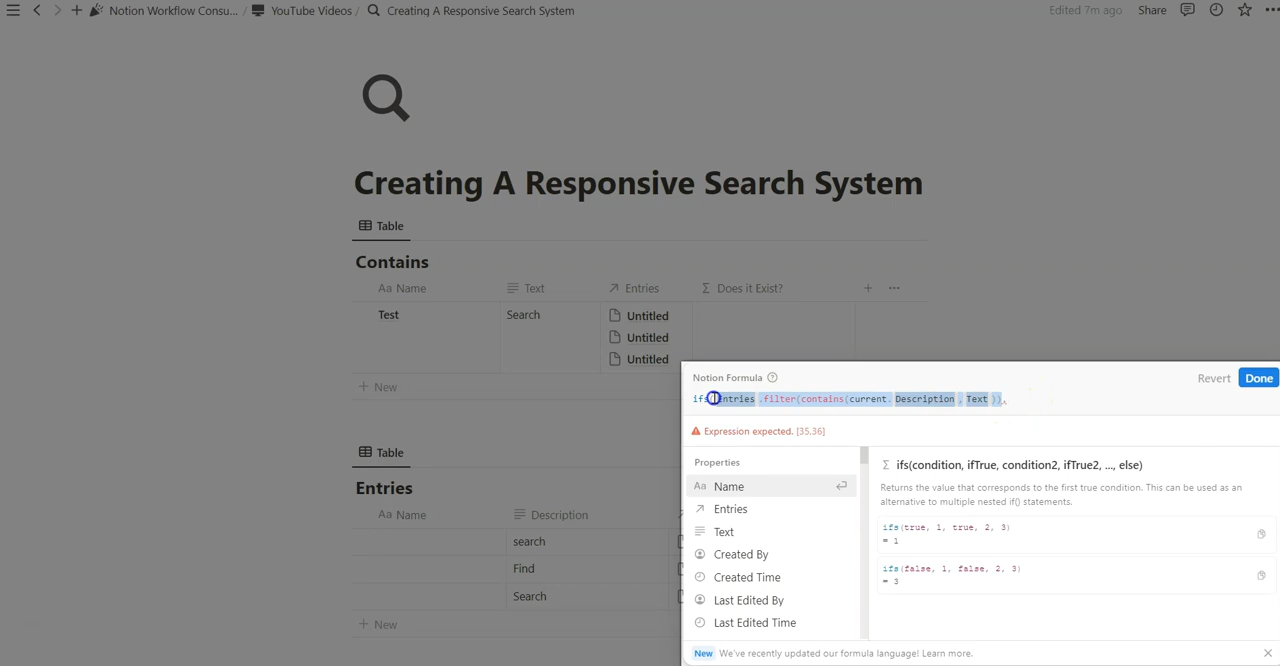 Notion Workflow Consu... / YouTube Videos / Creating A Responsive Search System
Edited 7m ago Share
Creating A Responsive Search System
Table
Contains
Aa Name Text Entries Σ Does it Exist?
Test Search Untitled
Untitled
Untitled
+ New
Table
Entries
Aa Name Description
search
Find
Search
+ New
Notion Formula Revert Done
ifs(Entries.filter(contains(current.Description, Text)),
Expression expected. [35,36]
Properties
Aa Name
Entries
Text
Created By
Created Time
Last Edited By
Last Edited Time
Σ ifs(condition, ifTrue, condition2, ifTrue2, ..., else)
Returns the value that corresponds to the first true condition. This can be used as an
alternative to multiple nested if() statements.
ifs(true, 1, true, 2, 3)
= 1
ifs(false, 1, false, 2, 3)
= 3
New We've recently updated our formula language! Learn more.